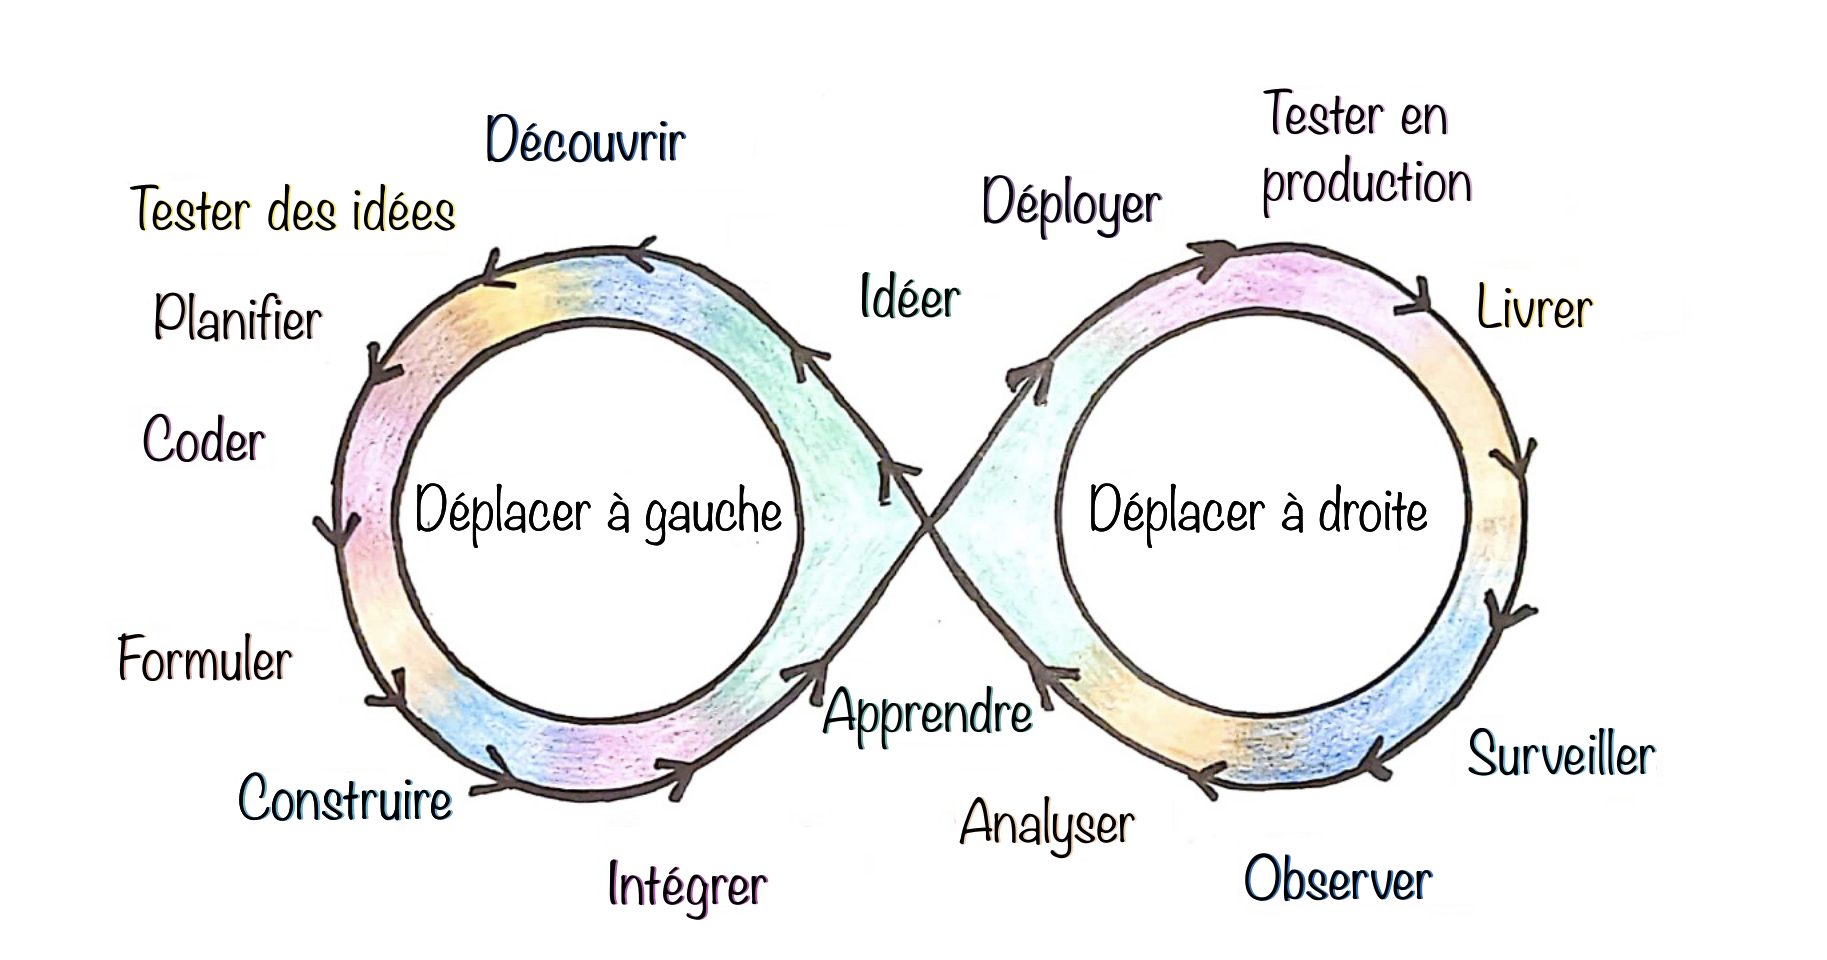 Découvrir
Tester des idées
Planifier
Coder
Formuler
Construire
Intégrer
Déplacer à gauche
Idéer
Apprendre
Déployer
Tester en
production
Livrer
Déplacer à droite
Surveiller
Observer
Analyser